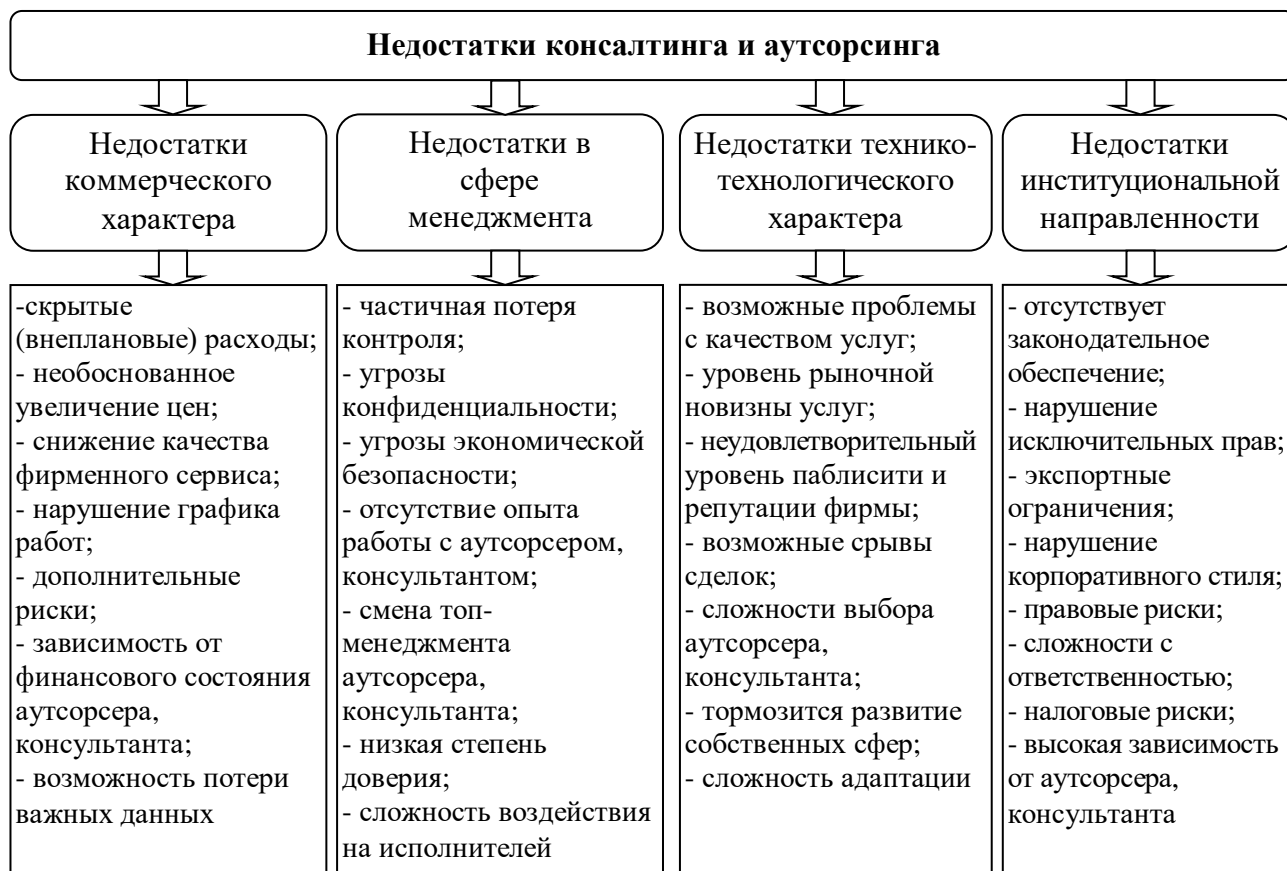 Недостатки консалтинга и аутсорсинга
Недостатки
коммерческого
характера
Недостатки в
сфере
менеджмента
Недостатки технико-
технологического
характера
Недостатки
институциональной
направленности
-скрытые
(внеплановые) расходы;
- необоснованное
увеличение цен;
- снижение качества
фирменного сервиса;
- нарушение графика
работ;
- дополнительные
риски;
- зависимость от
финансового состояния
аутсорсера,
консультанта;
- возможность потери
важных данных
- частичная потеря
контроля;
- угрозы
конфиденциальности;
- угрозы экономической
безопасности;
- отсутствие опыта
работы с аутсорсером,
консультантом;
- смена топ-
менеджмента
аутсорсера,
консультанта;
- низкая степень
доверия;
- сложность воздействия
на исполнителей
- возможные проблемы
с качеством услуг;
- уровень рыночной
новизны услуг;
- неудовлетворительный
уровень паблисити и
репутации фирмы;
- возможные срывы
сделок;
- сложности выбора
аутсорсера,
консультанта;
- тормозится развитие
собственных сфер;
- сложность адаптации
- отсутствует
законодательное
обеспечение;
- нарушение
исключительных прав;
- экспортные
ограничения;
- нарушение
корпоративного стиля;
- правовые риски;
- сложности с
ответственностью;
- налоговые риски;
- высокая зависимость
от аутсорсера,
консультанта